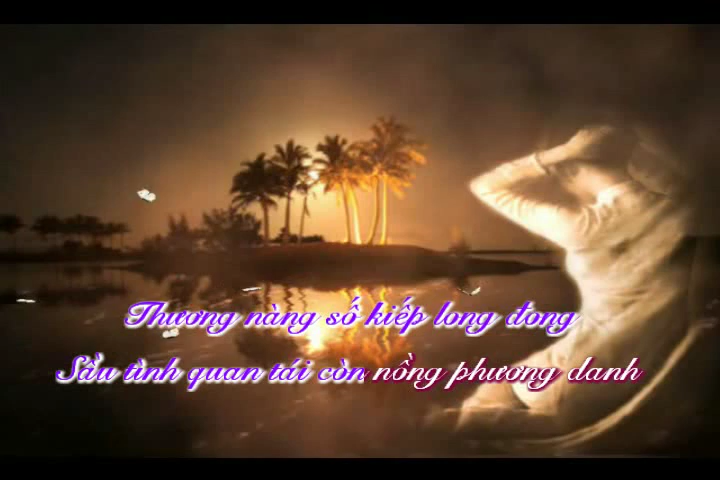 Thương nàng số kiếp long đong
Sầu tình quan tái còn nồng phương danh